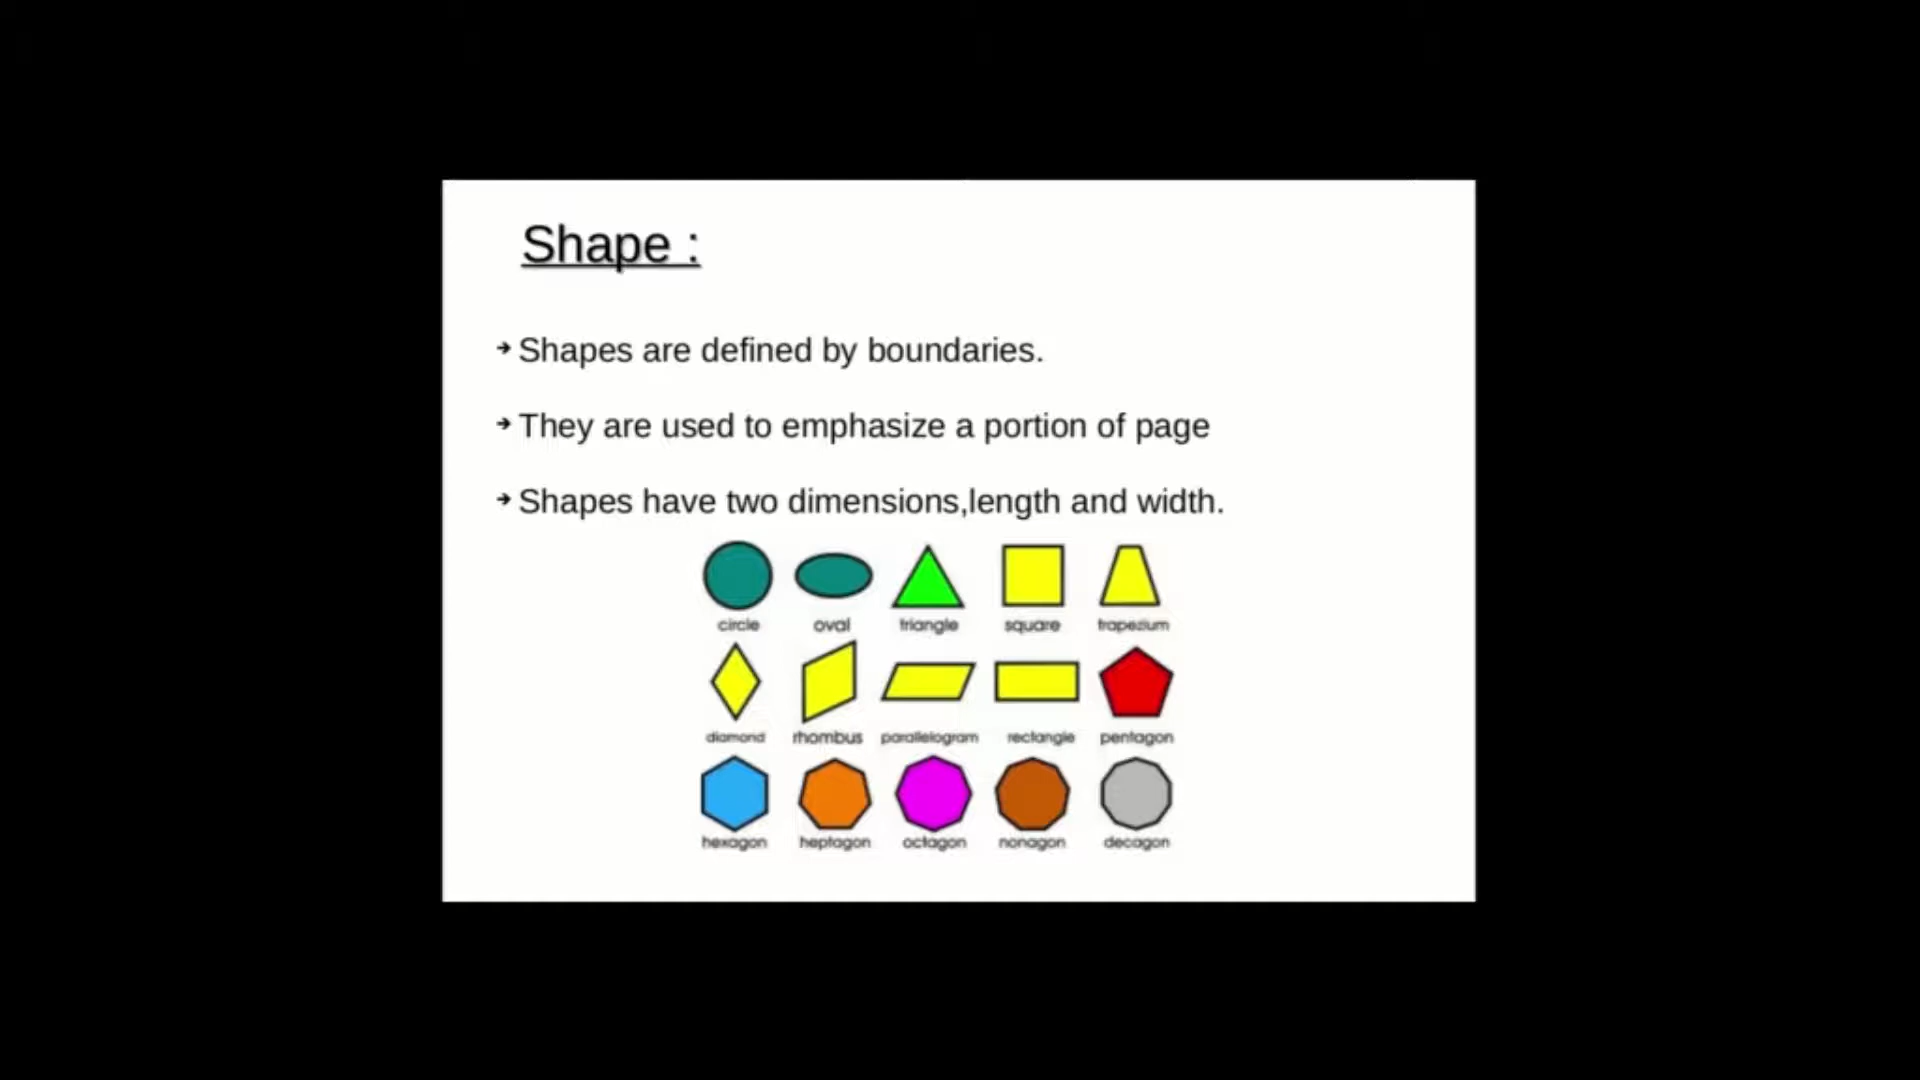 Shape :
➔ Shapes are defined by boundaries.
➔ They are used to emphasize a portion of page
➔ Shapes have two dimensions,length and width.
circle oval triangle square trapezium
diamond rhombus parallelogram rectangle pentagon
hexagon heptagon octagon nonagon decagon